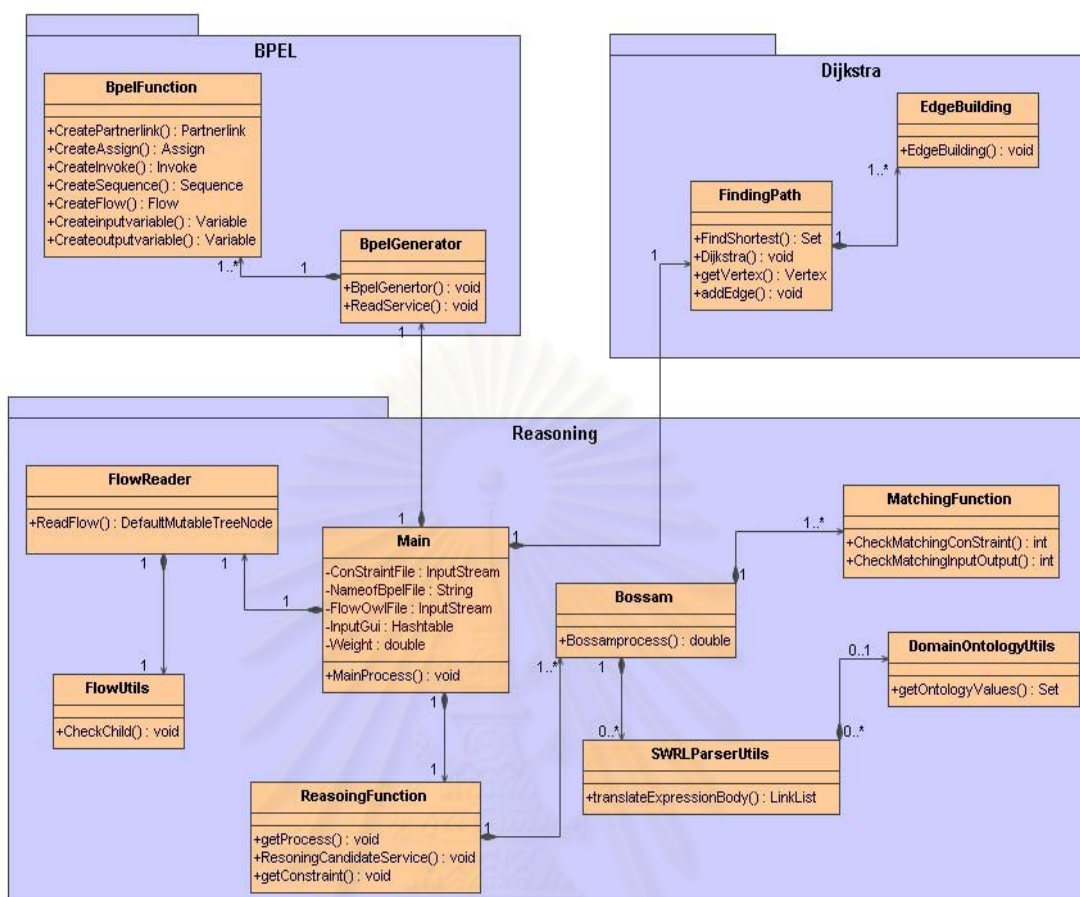 BPEL
BpelFunction
+CreatePartnerlink() : Partnerlink
+CreateAssign() : Assign
+CreateInvoke() : Invoke
+CreateSequence() : Sequence
+CreateFlow() : Flow
+Createinputvariable() : Variable
+Createoutputvariable() : Variable
1..*
1
BpelGenerator
+BpelGenertor() : void
+ReadService() : void
1
Dijkstra
EdgeBuilding
+EdgeBuilding() : void
1..*
FindingPath
+FindShortest() : Set
+Dijkstra() : void
+getVertex() : Vertex
+addEdge() : void
1
1
Reasoning
FlowReader
+ReadFlow() : DefaultMutableTreeNode
1
1
1
1
FlowUtils
+CheckChild() : void
1
Main
-ConStraintFile : InputStream
-NameofBpelFile : String
-FlowOwlFile : InputStream
-InputGui : Hashtable
-Weight : double
+MainProcess() : void
1
1
1
ReasoingFunction
+getProcess() : void
+ResoningCandidateService() : void
+getConstraint() : void
1
1..*
Bossam
+Bossamprocess() : double
1
1..*
MatchingFunction
+CheckMatchingConStraint() : int
+CheckMatchingInputOutput() : int
1
0..*
SWRLParserUtils
+translateExpressionBody() : LinkList
0..*
0..1
DomainOntologyUtils
+getOntologyValues() : Set